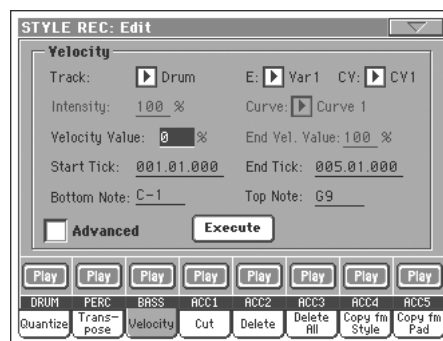 STYLE REC: Edit
Velocity
Track: Drum E: Var1 CV: CV1
Intensity: 100 % Curve: Curve 1
Velocity Value: 0 % End Vel. Value: 100 %
Start Tick: 001.01.000 End Tick: 005.01.000
Bottom Note: C-1 Top Note: G9
Advanced Execute
Play Play Play Play Play Play Play Play
DRUM PERC BASS ACC1 ACC2 ACC3 ACC4 ACC5
Quantize Trans-pose Velocity Cut Delete Delete All Copy fm Style Copy fm Pad